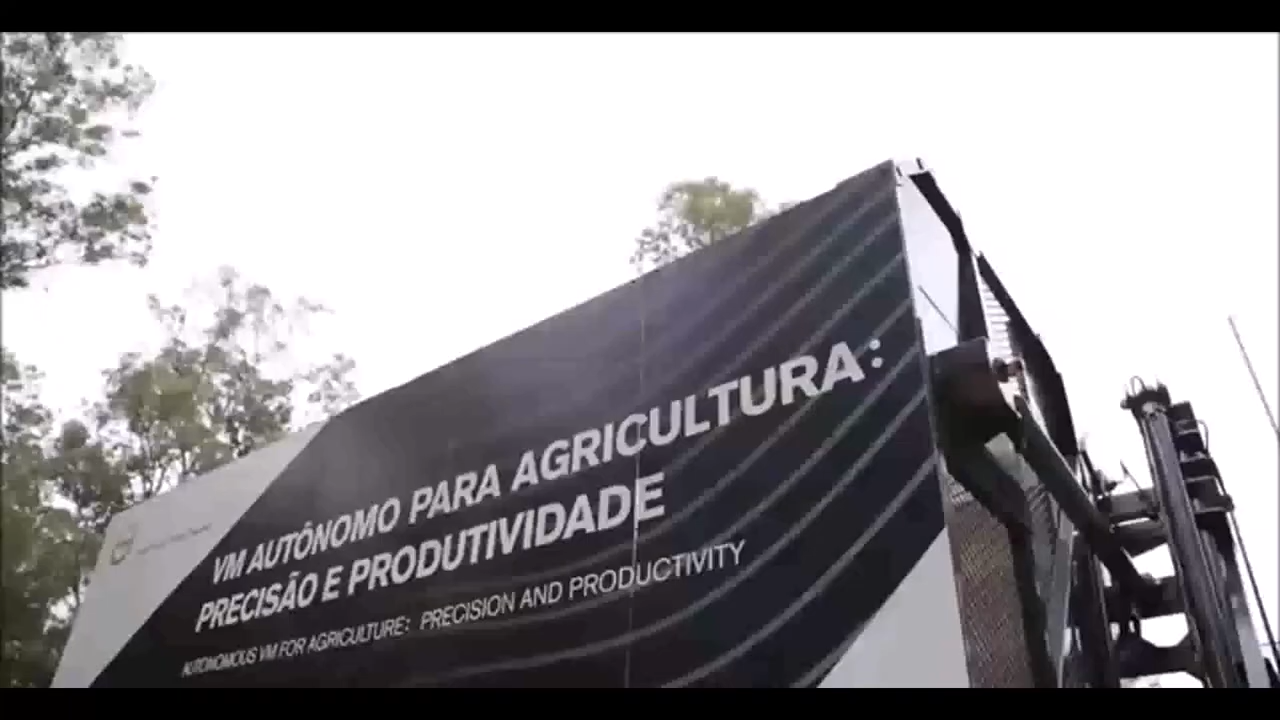 VM AUTÔNOMO PARA AGRICULTURA:
PRECISÃO E PRODUTIVIDADE
AUTONOMOUS VM FOR AGRICULTURE: PRECISION AND PRODUCTIVITY